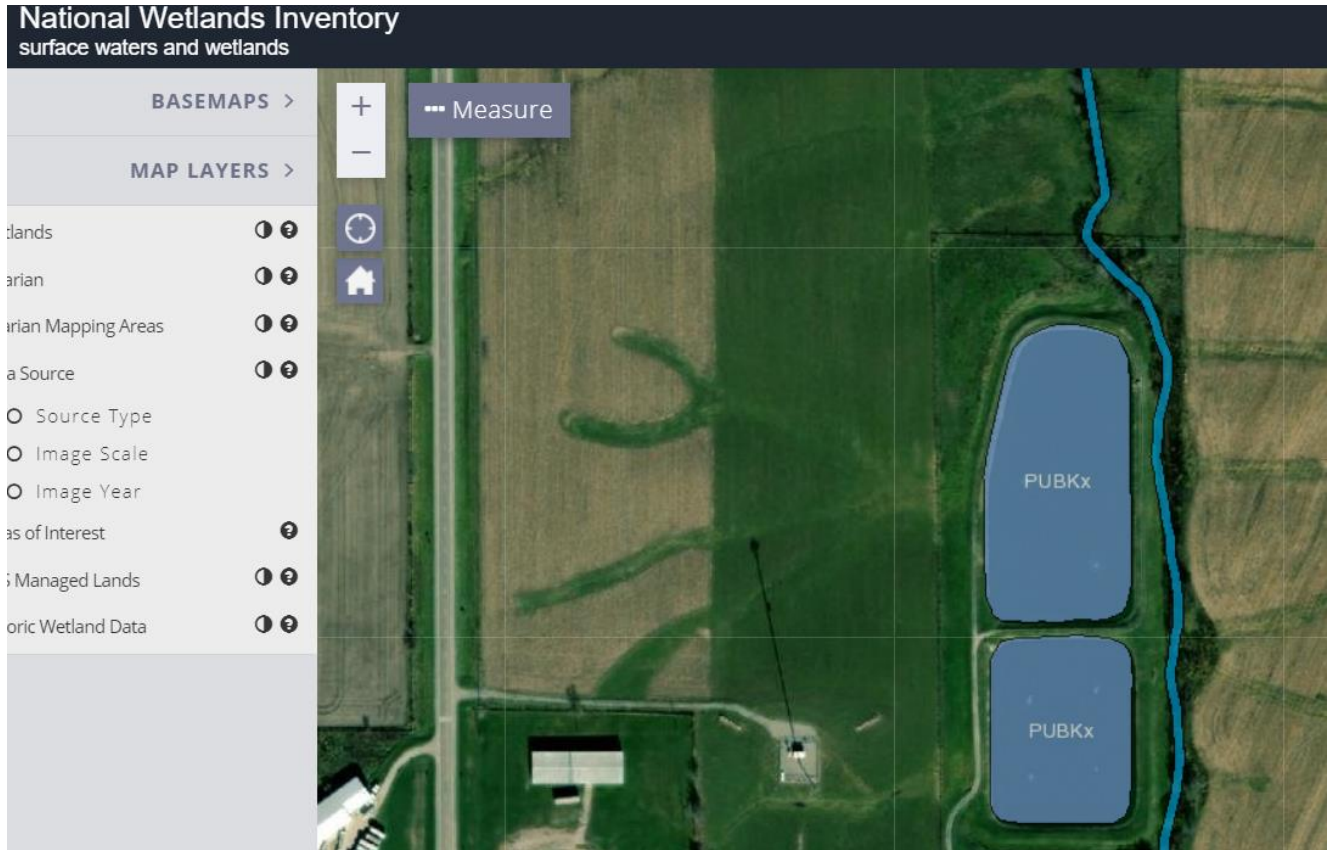 National Wetlands Inventory
surface waters and wetlands
BASEMAPS >
MAP LAYERS >
+
Measure
−
tlands
arian
arian Mapping Areas
a Source
Source Type
Image Scale
Image Year
as of Interest
S Managed Lands
oric Wetland Data
PUBKx
PUBKx